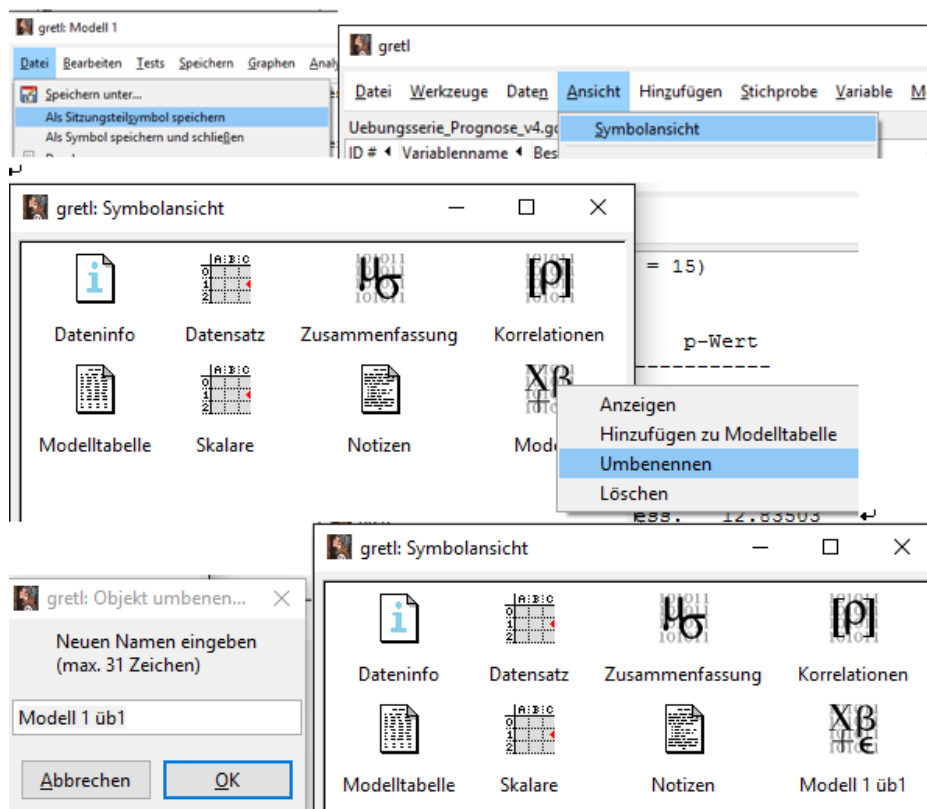 gretl: Modell 1
Datei Bearbeiten Tests Speichern Graphen
Speichern unter...
Als Sitzungsteilsymbol speichern
Als Symbol speichern und schließen
gretl
Datei Werkzeuge Daten Ansicht Hinzufügen Stichprobe Variable
Symbolansicht
ID # Variablenname
gretl: Symbolansicht
= 15)
Dateninfo Datensatz Zusammenfassung Korrelationen
p-Wert
-----------
Modelltabelle Skalare Notizen
Anzeigen
Hinzufügen zu Modelltabelle
Umbenennen
Löschen
12.83503
gretl: Symbolansicht
gretl: Objekt umbenen...
Neuen Namen eingeben
(max. 31 Zeichen)
Modell 1 üb1
Abbrechen OK
Dateninfo Datensatz Zusammenfassung Korrelationen
Modelltabelle Skalare Notizen Modell 1 üb1